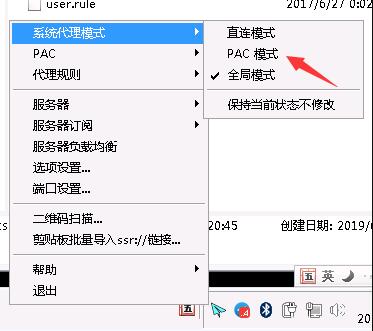 user.rule
2017/6/27 0:02
系统代理模式
PAC
代理规则
服务器
服务器订阅
服务器负载均衡
选项设置...
端口设置...
二维码扫描...
剪贴板批量导入ssr://链接...
帮助
退出
直连模式
PAC 模式
全局模式
保持当前状态不修改
20:45
创建日期: 2019/6
五 英
五
20